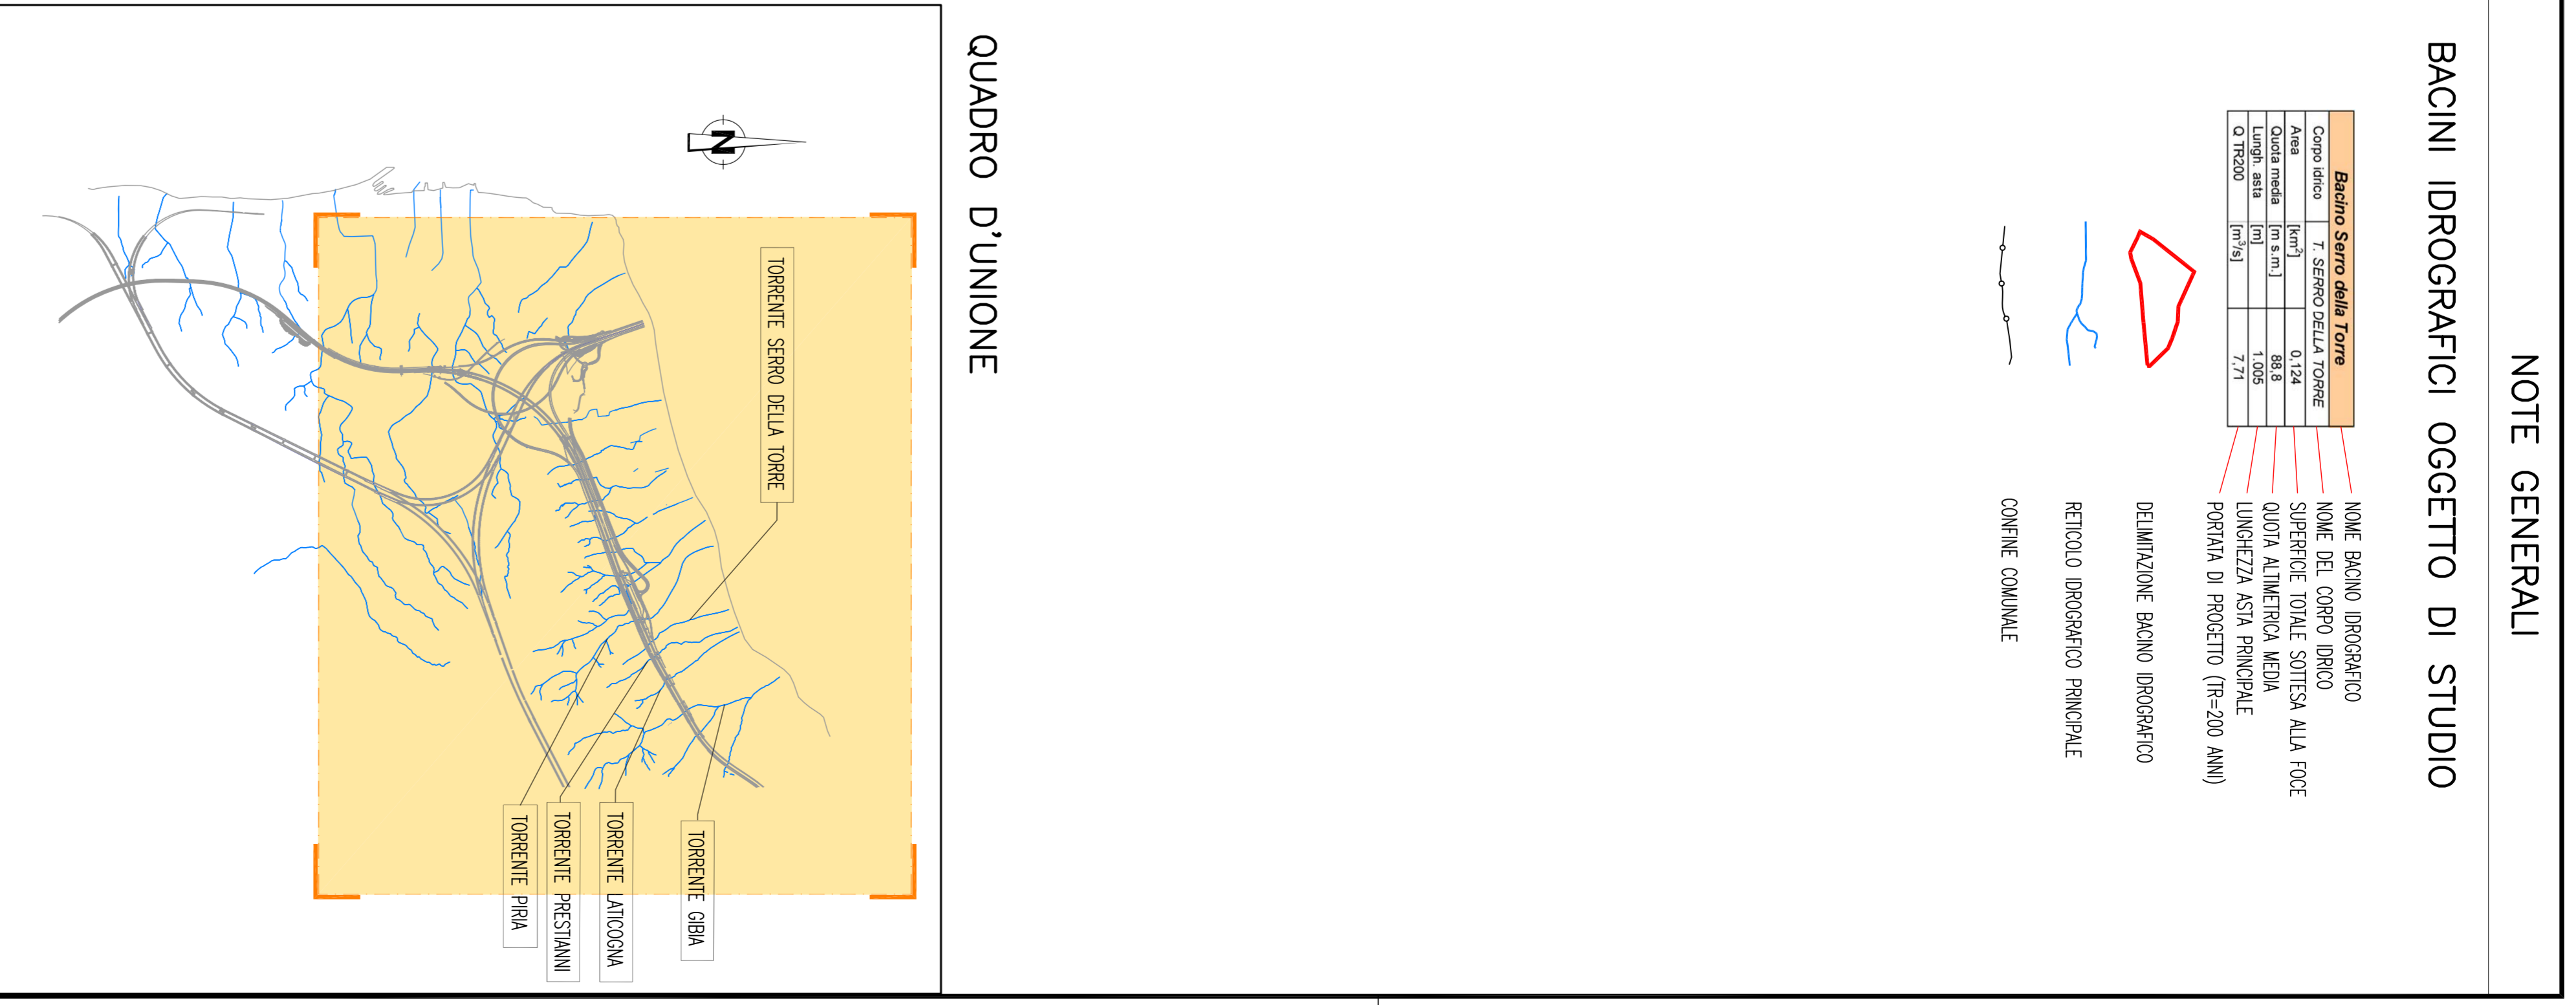 NOTE GENERALI
BACINI IDROGRAFICI OGGETTO DI STUDIO
Bacino Serro della Torre
Corpo idrico T. SERRO DELLA TORRE
Area [km²] 0,124
Quota media [m s.m.] 88,8
Lungh. asta [m] 1.005
Q TR200 [m³/s] 7,71
NOME BACINO IDROGRAFICO
NOME DEL CORPO IDRICO
SUPERFICIE TOTALE SOTTESA ALLA FOCE
QUOTA ALTIMETRICA MEDIA
LUNGHEZZA ASTA PRINCIPALE
PORTATA DI PROGETTO (TR=200 ANNI)
DELIMITAZIONE BACINO IDROGRAFICO
RETICOLO IDROGRAFICO PRINCIPALE
CONFINE COMUNALE
QUADRO D'UNIONE
N
TORRENTE SERRO DELLA TORRE
TORRENTE GIBIA
TORRENTE LATICOGNA
TORRENTE PRESTIANNI
TORRENTE PIRIA